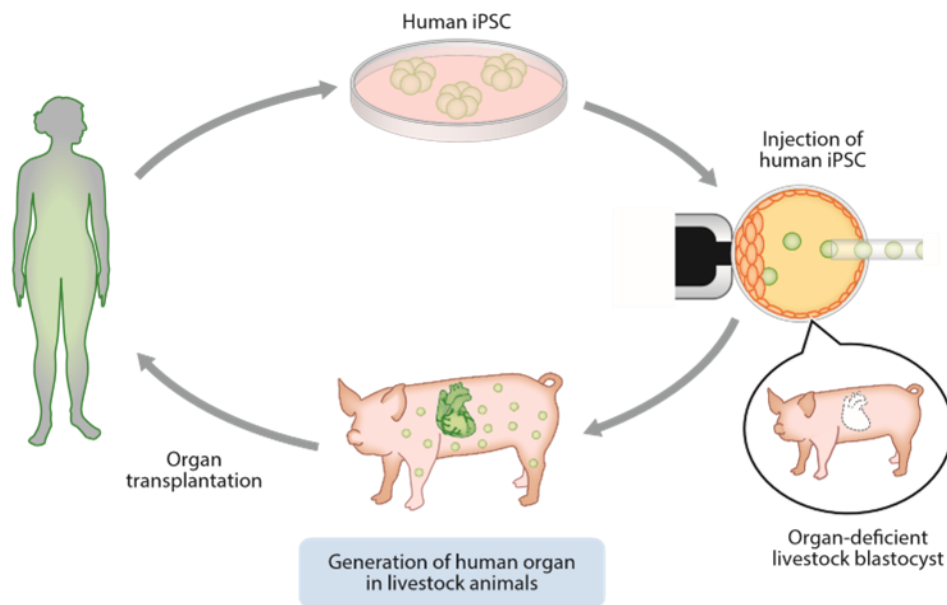 Human iPSC
Injection of
human iPSC
Organ
transplantation
Generation of human organ
in livestock animals
Organ-deficient
livestock blastocyst